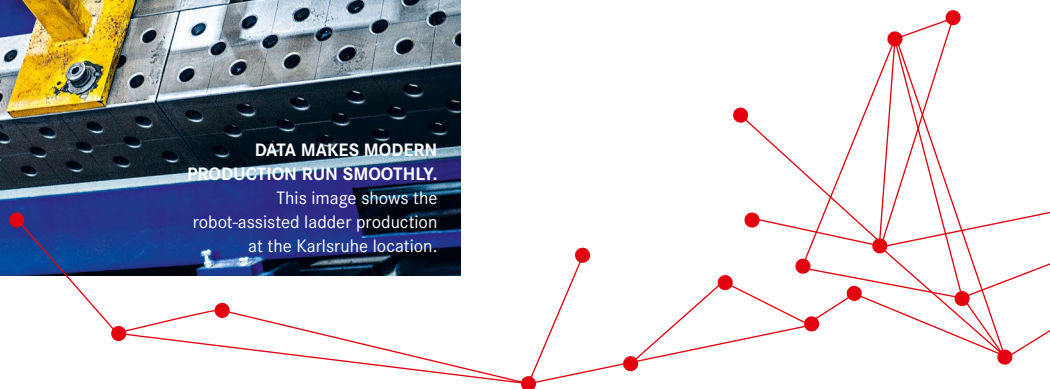 DATA MAKES MODERN
PRODUCTION RUN SMOOTHLY.
This image shows the
robot-assisted ladder production
at the Karlsruhe location.